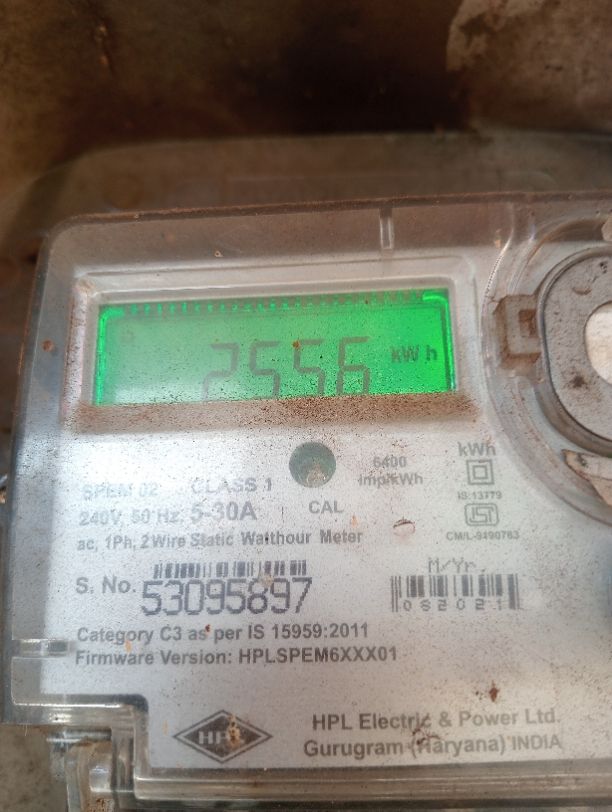 2556 kWh
SPEM 02 CLASS 1
6400
imp/kWh
kWh
IS:13779
240V, 50 Hz, 5-30A
CAL
CM/L-9490763
ac, 1Ph, 2Wire Static Watthour Meter
M/Yr.
S. No. 53095897
062021
Category C3 as per IS 15959:2011
Firmware Version: HPLSPEM6XXX01
HPL
HPL Electric & Power Ltd.
Gurugram (Haryana) INDIA